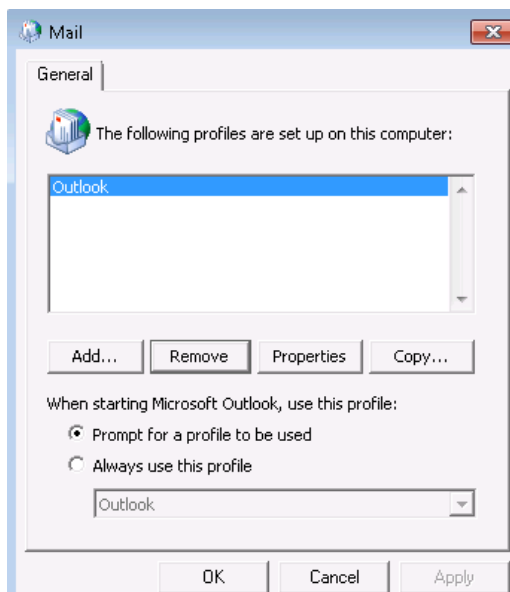 Mail
General
The following profiles are set up on this computer:
Outlook
Add... Remove Properties Copy...
When starting Microsoft Outlook, use this profile:
Prompt for a profile to be used
Always use this profile
Outlook
OK Cancel Apply